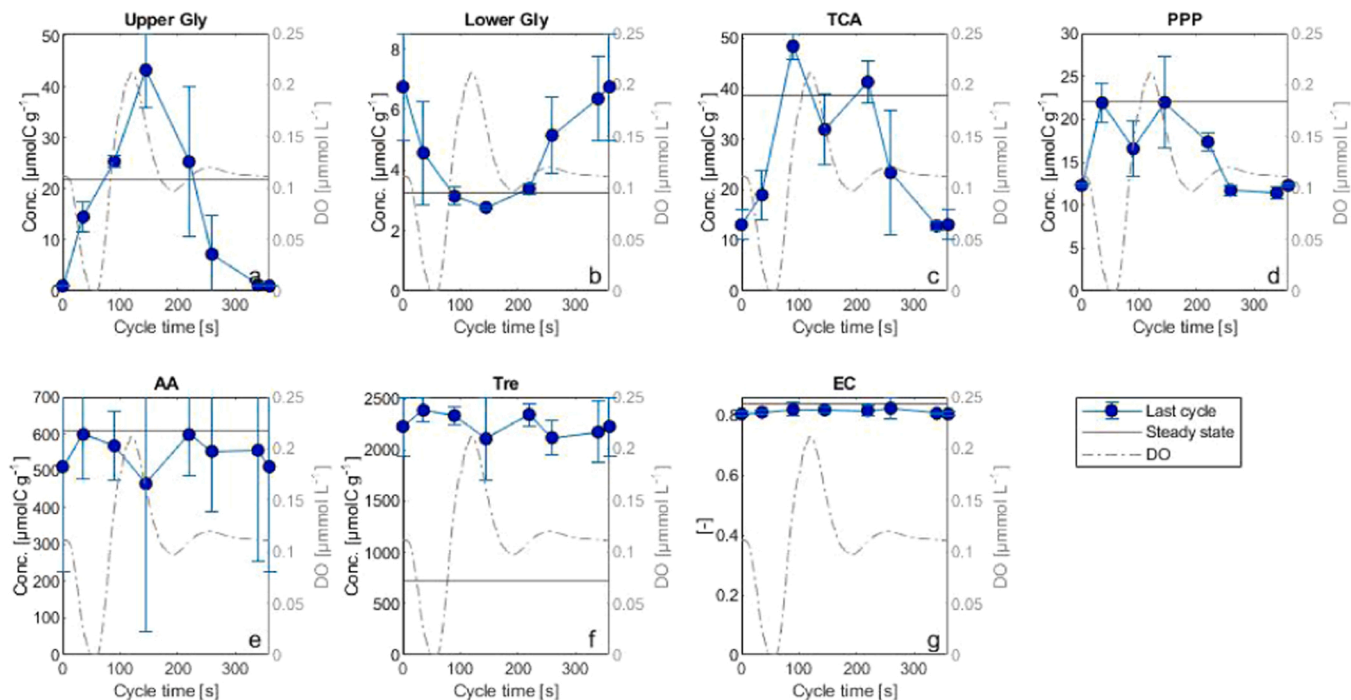 Upper Gly
Lower Gly
TCA
PPP
50
40
30
20
10
0
Conc. [µmolC g⁻¹]
0.25
0.2
0.15
0.1
0.05
0
DO [µmmol L⁻¹]
a
0 100 200 300
Cycle time [s]
8
6
4
2
0
Conc. [µmolC g⁻¹]
0.25
0.2
0.15
0.1
0.05
0
DO [µmmol L⁻¹]
b
0 100 200 300
Cycle time [s]
50
40
30
20
10
0
Conc. [µmolC g⁻¹]
0.25
0.2
0.15
0.1
0.05
0
DO [µmmol L⁻¹]
c
0 100 200 300
Cycle time [s]
30
25
20
15
10
5
0
Conc. [µmolC g⁻¹]
0.25
0.2
0.15
0.1
0.05
0
DO [µmmol L⁻¹]
d
0 100 200 300
Cycle time [s]
AA
Tre
EC
700
600
500
400
300
200
100
0
Conc. [µmolC g⁻¹]
0.25
0.2
0.15
0.1
0.05
0
DO [µmmol L⁻¹]
e
0 100 200 300
Cycle time [s]
2500
2000
1500
1000
500
0
Conc. [µmolC g⁻¹]
0.25
0.2
0.15
0.1
0.05
0
DO [µmmol L⁻¹]
f
0 100 200 300
Cycle time [s]
0.8
0.6
0.4
0.2
0
[-]
0.25
0.2
0.15
0.1
0.05
0
DO [µmmol L⁻¹]
g
0 100 200 300
Cycle time [s]
Last cycle
Steady state
DO